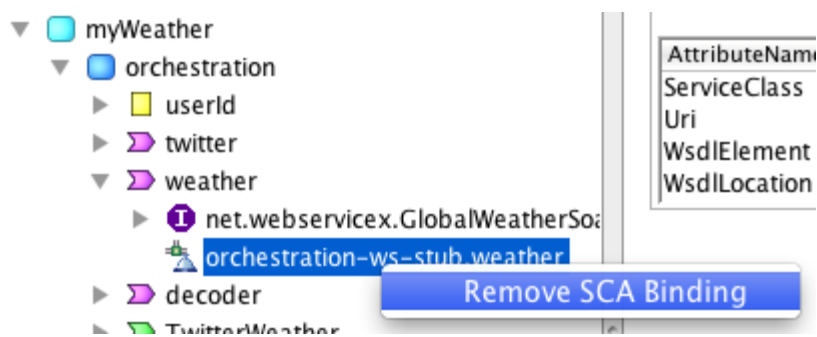 myWeather
orchestration
userId
twitter
weather
I net.webservicex.GlobalWeatherSoa
orchestration-ws-stub.weather
Remove SCA Binding
decoder
TwitterWeather
AttributeName
ServiceClass
Uri
WsdlElement
WsdlLocation